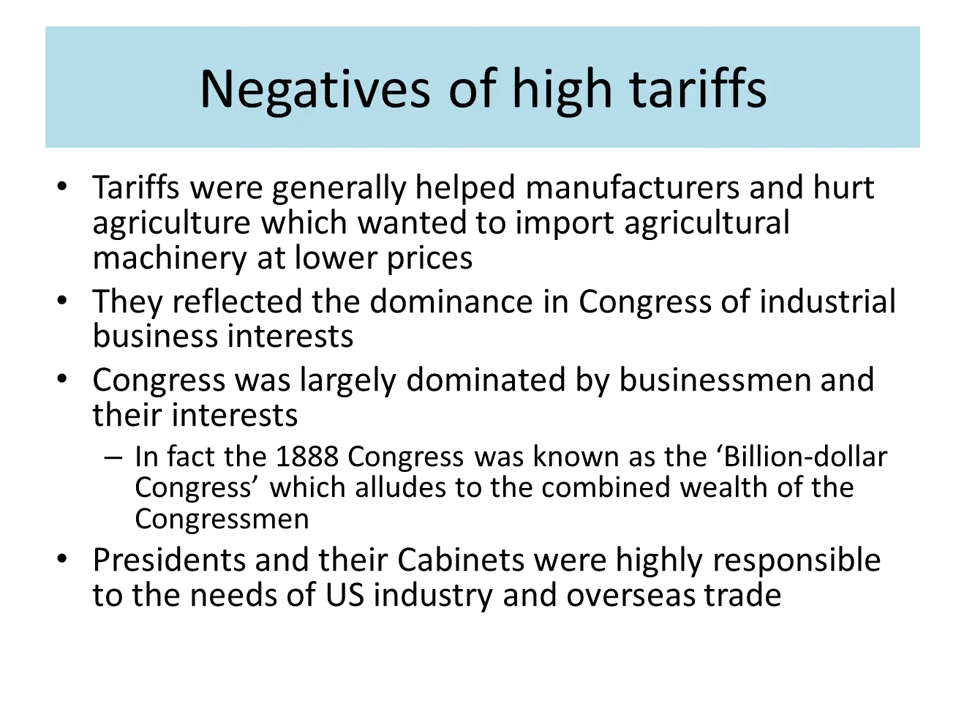 Negatives of high tariffs
• Tariffs were generally helped manufacturers and hurt
agriculture which wanted to import agricultural
machinery at lower prices
• They reflected the dominance in Congress of industrial
business interests
• Congress was largely dominated by businessmen and
their interests
– In fact the 1888 Congress was known as the ‘Billion-dollar
Congress’ which alludes to the combined wealth of the
Congressmen
• Presidents and their Cabinets were highly responsible
to the needs of US industry and overseas trade